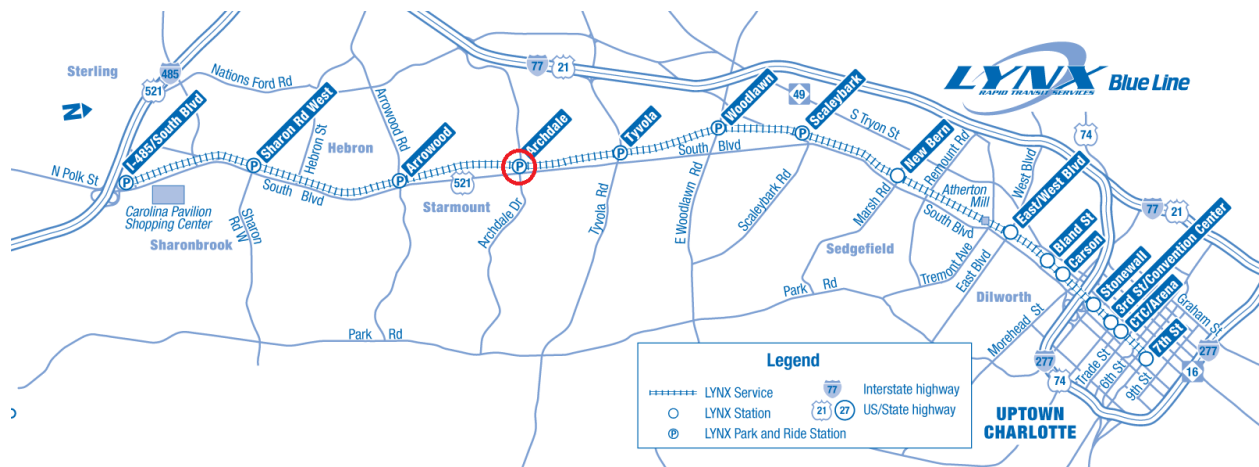 LYNX
RAPID TRANSIT SERVICES
Blue Line
Sterling
485
521
Nations Ford Rd
77
21
49
S Tryon St
74
N
I-485/South Blvd
Sharon Rd West
Hebron St
Hebron
Arrowood Rd
Arrowood
Archdale
P
Tyvola
Woodlawn
Scaleybark
New Bern
Remount Rd
West Blvd
East/West Blvd
Atherton
Mill
N Polk St
P
P
P
P
P
P
South Blvd
521
South Blvd
Carolina Pavilion
Shopping Center
Sharonbrook
Sharon
Rd W
Starmount
Archdale Dr
Tyvola Rd
E Woodlawn Rd
Scaleybark Rd
Marsh Rd
South Blvd
Sedgefield
Tremont Ave
East Blvd
Dilworth
Bland St
Carson
Stonewall
3rd St/Convention Center
CTC/Arena
7th St
77
21
Graham St
277
16
Park Rd
Park Rd
Morehead St
277
74
Trade St
6th St
9th St
UPTOWN
CHARLOTTE
Legend
LYNX Service
LYNX Station
P LYNX Park and Ride Station
77 Interstate highway
21 27 US/State highway